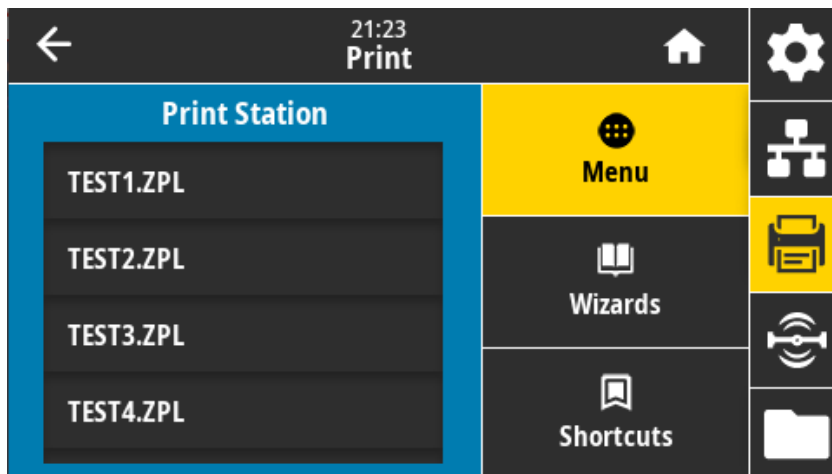 21:23
Print
Print Station
TEST1.ZPL
TEST2.ZPL
TEST3.ZPL
TEST4.ZPL
Menu
Wizards
Shortcuts